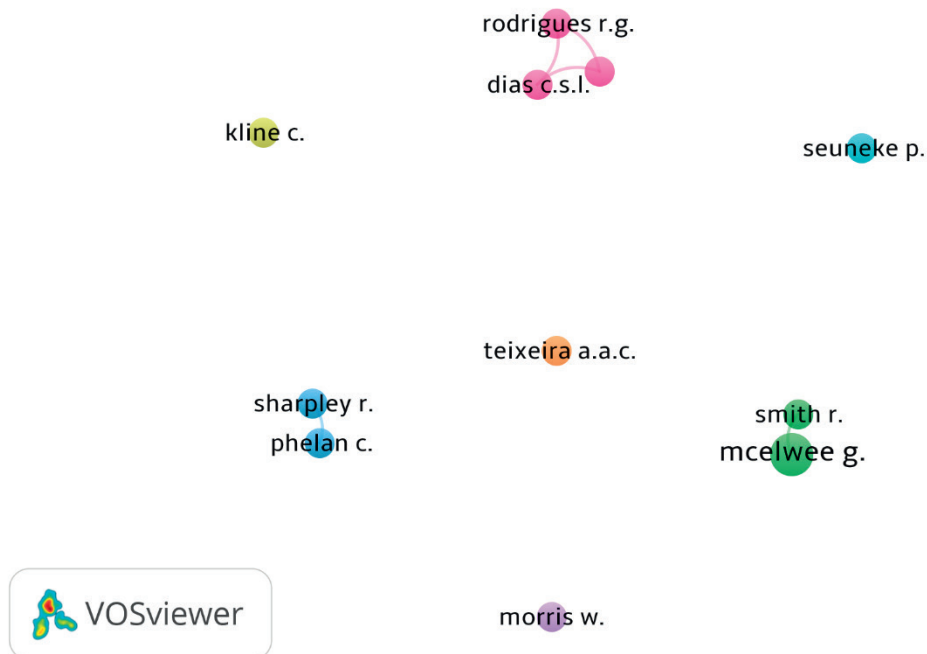 rodrigues r.g.
dias c.s.l.
kline c.
seuneke p.
teixeira a.a.c.
sharpley r.
smith r.
phelan c.
mcelwee g.
VOSviewer
morris w.